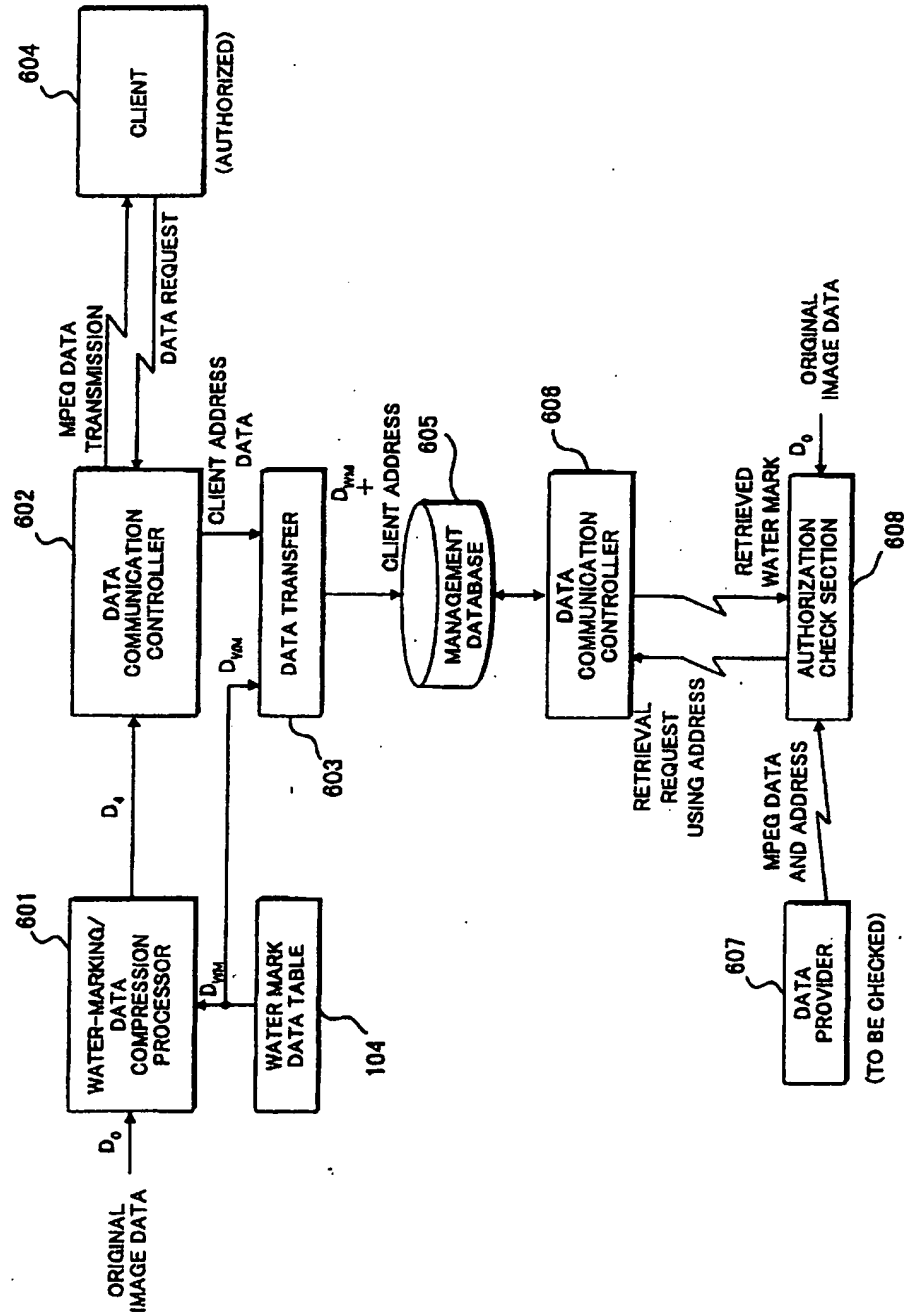 ORIGINAL
IMAGE DATA
D0
601
WATER-MARKING/
DATA
COMPRESSION
PROCESSOR
DWM
WATER MARK
DATA TABLE
104
D4
602
DATA
COMMUNICATION
CONTROLLER
MPEG DATA
TRANSMISSION
DATA REQUEST
604
CLIENT
(AUTHORIZED)
CLIENT ADDRESS
DATA
DWM
DATA TRANSFER
603
DWM
+
CLIENT ADDRESS
605
MANAGEMENT
DATABASE
608
DATA
COMMUNICATION
CONTROLLER
RETRIEVAL
REQUEST
USING ADDRESS
RETRIEVED
WATER MARK
607
DATA
PROVIDER
(TO BE CHECKED)
MPEG DATA
AND ADDRESS
AUTHORIZATION
CHECK SECTION
608
D0
ORIGINAL
IMAGE DATA